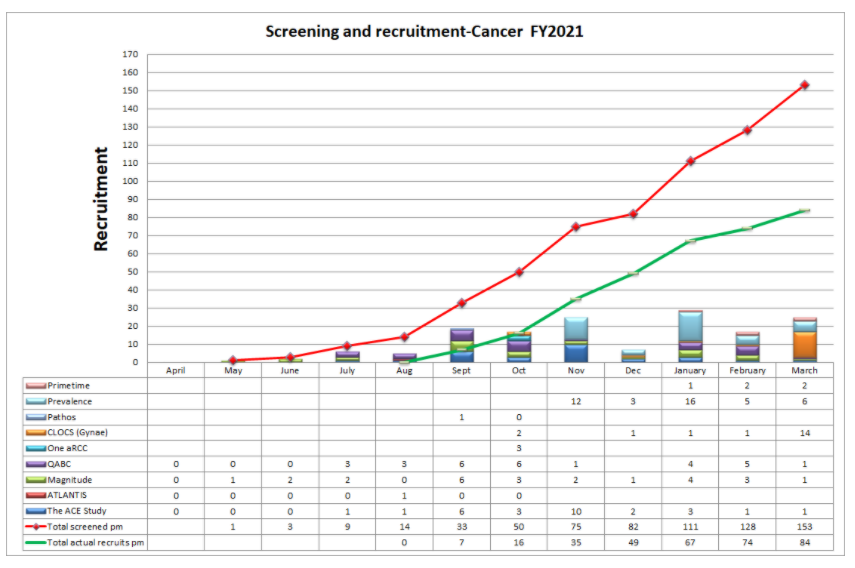 Screening and recruitment-Cancer FY2021
Recruitment
170
160
150
140
130
120
110
100
90
80
70
60
50
40
30
20
10
0
April May June July Aug Sept Oct Nov Dec January February March
Primetime 1 2 2
Prevalence 12 3 16 5 6
Pathos 1 0
CLOCS (Gynae) 2 1 1 1 14
One aRCC 3
QABC 0 0 0 3 3 6 6 1 4 5 1
Magnitude 0 1 2 2 0 6 3 2 1 4 3 1
ATLANTIS 0 0 0 0 1 0 0
The ACE Study 0 0 0 1 1 6 3 10 2 3 1 1
Total screened pm 1 3 9 14 33 50 75 82 111 128 153
Total actual recruits pm 0 7 16 35 49 67 74 84